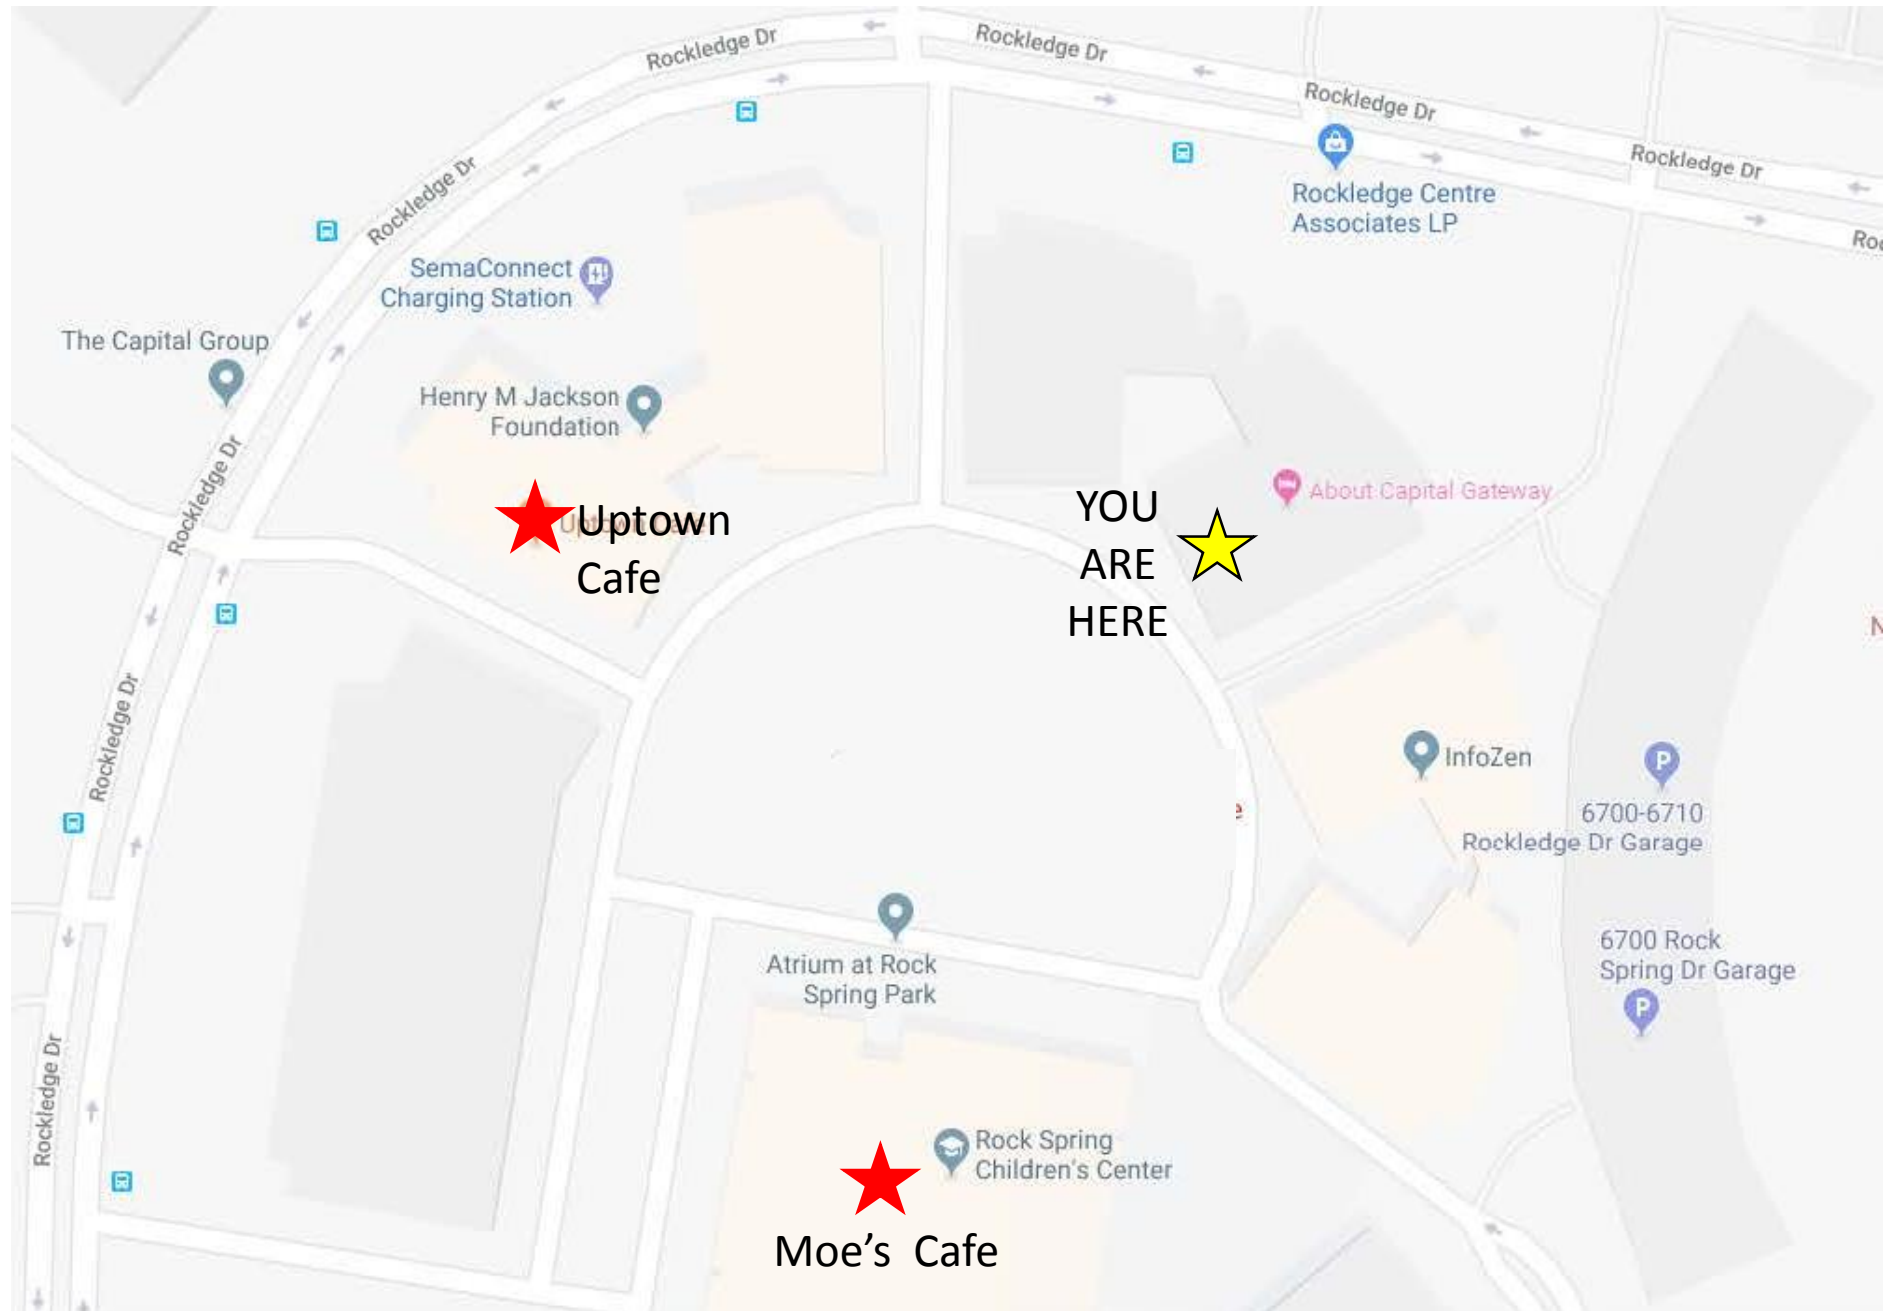 Rockledge Dr
Rockledge Dr
Rockledge Dr
Rockledge Dr
Rockledge Dr
Rockledge Centre
Associates LP
SemaConnect
Charging Station
The Capital Group
Henry M Jackson
Foundation
Rockledge Dr
Uptown Cafe
Uptown
Cafe
YOU
ARE
HERE
About Capital Gateway
Rockledge Dr
InfoZen
6700-6710
Rockledge Dr Garage
Atrium at Rock
Spring Park
6700 Rock
Spring Dr Garage
Rockledge Dr
Rock Spring
Children's Center
Moe's Cafe
P
P